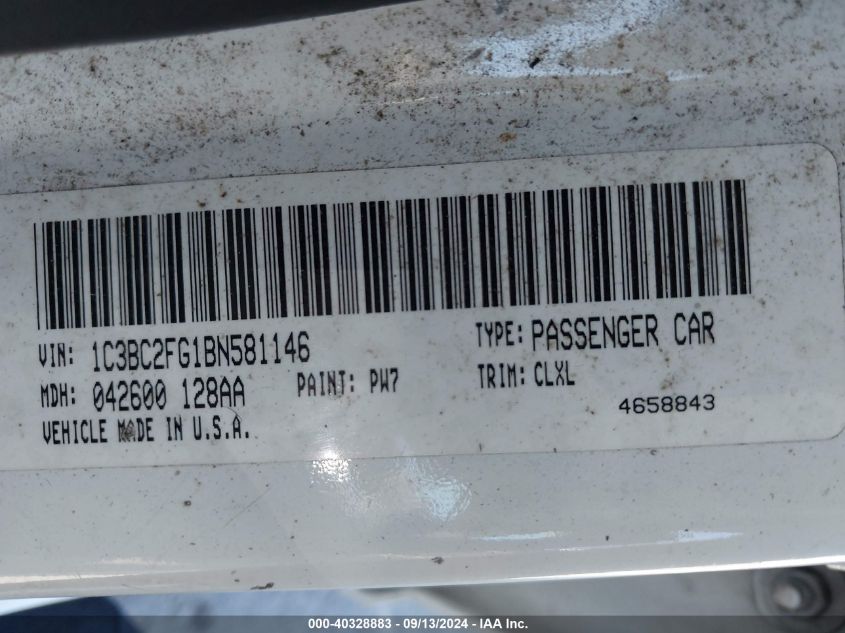 VIN: 1C3BC2FG1BN581146 TYPE: PASSENGER CAR
MDH: 042600 128AA PAINT: PW7 TRIM: CLXL
4658843
VEHICLE MADE IN U.S.A.
000-40328883 - 09/13/2024 - IAA Inc.